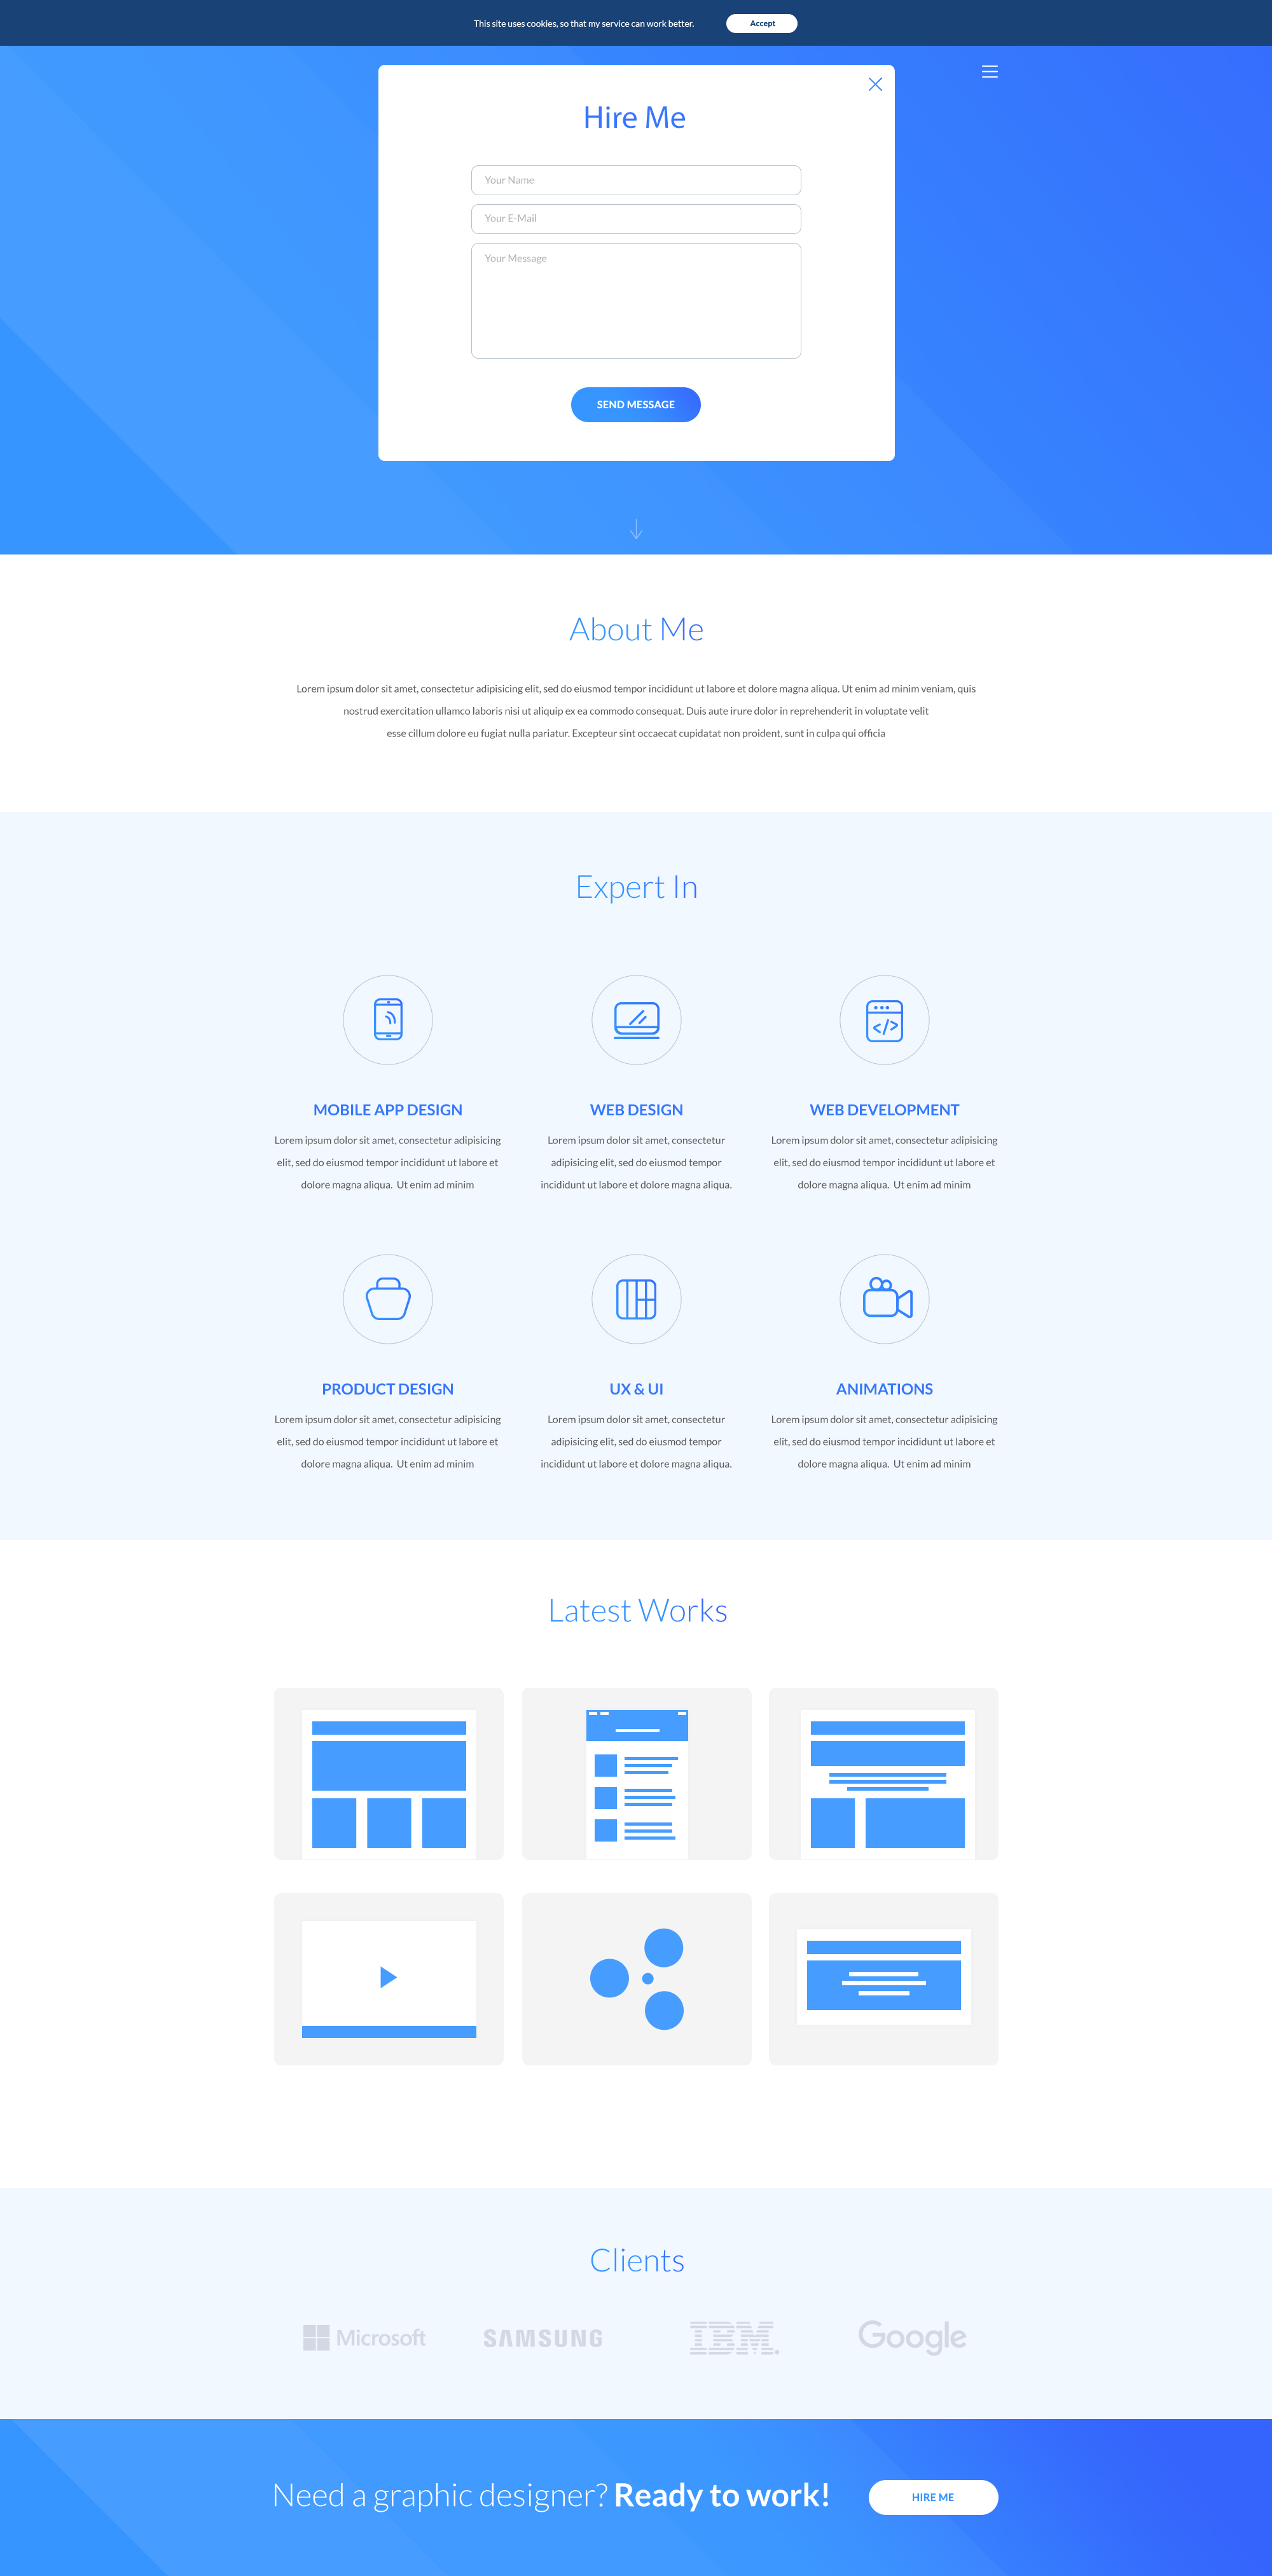 This site uses cookies, so that my service can work better.
Accept
Hire Me
Your Name
Your E-Mail
Your Message
SEND MESSAGE
About Me
Lorem ipsum dolor sit amet, consectetur adipisicing elit, sed do eiusmod tempor incididunt ut labore et dolore magna aliqua. Ut enim ad minim veniam, quis
nostrud exercitation ullamco laboris nisi ut aliquip ex ea commodo consequat. Duis aute irure dolor in reprehenderit in voluptate velit
esse cillum dolore eu fugiat nulla pariatur. Excepteur sint occaecat cupidatat non proident, sunt in culpa qui officia
Expert In
MOBILE APP DESIGN
Lorem ipsum dolor sit amet, consectetur adipisicing
elit, sed do eiusmod tempor incididunt ut labore et
dolore magna aliqua. Ut enim ad minim
WEB DESIGN
Lorem ipsum dolor sit amet, consectetur
adipisicing elit, sed do eiusmod tempor
incididunt ut labore et dolore magna aliqua.
WEB DEVELOPMENT
Lorem ipsum dolor sit amet, consectetur adipisicing
elit, sed do eiusmod tempor incididunt ut labore et
dolore magna aliqua. Ut enim ad minim
PRODUCT DESIGN
Lorem ipsum dolor sit amet, consectetur adipisicing
elit, sed do eiusmod tempor incididunt ut labore et
dolore magna aliqua. Ut enim ad minim
UX & UI
Lorem ipsum dolor sit amet, consectetur
adipisicing elit, sed do eiusmod tempor
incididunt ut labore et dolore magna aliqua.
ANIMATIONS
Lorem ipsum dolor sit amet, consectetur adipisicing
elit, sed do eiusmod tempor incididunt ut labore et
dolore magna aliqua. Ut enim ad minim
Latest Works
Clients
Microsoft
SAMSUNG
IBM
Google
Need a graphic designer? Ready to work!
HIRE ME